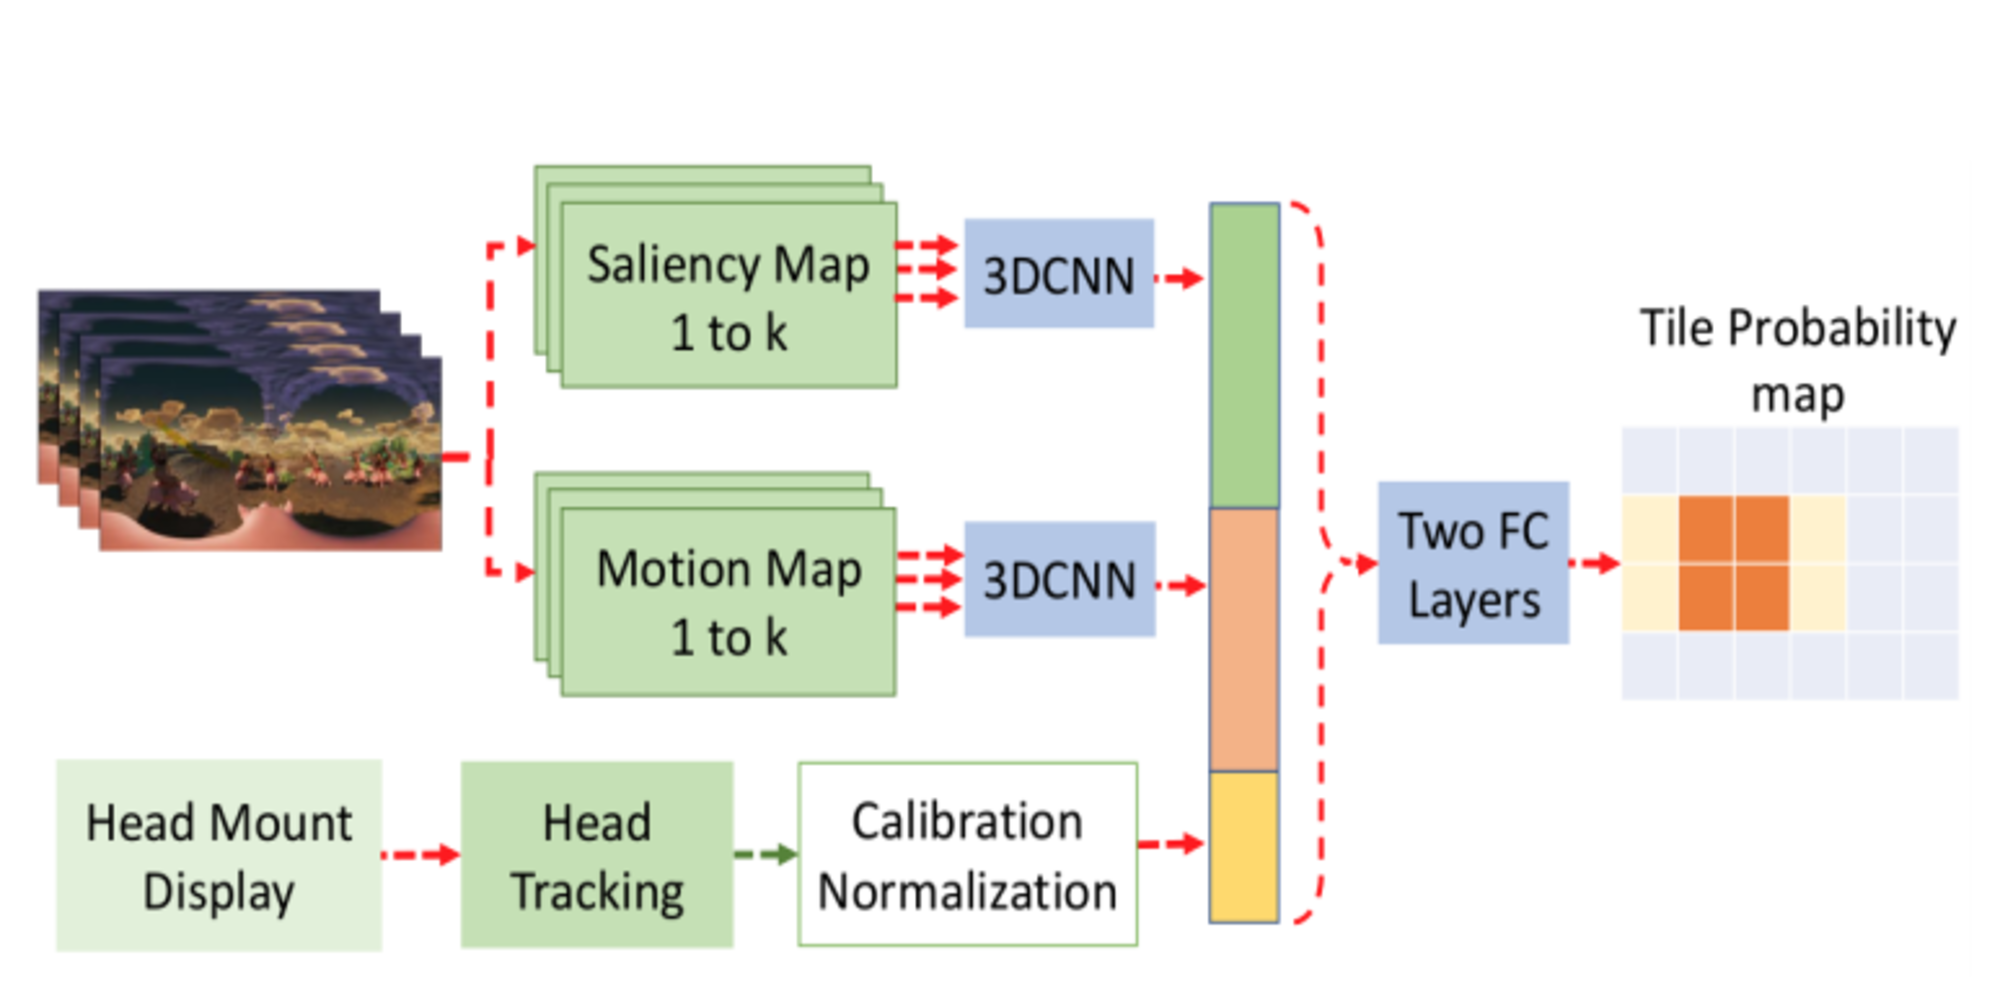 Saliency Map
1 to k
3DCNN
Motion Map
1 to k
3DCNN
Head Mount
Display
Head
Tracking
Calibration
Normalization
Two FC
Layers
Tile Probability
map